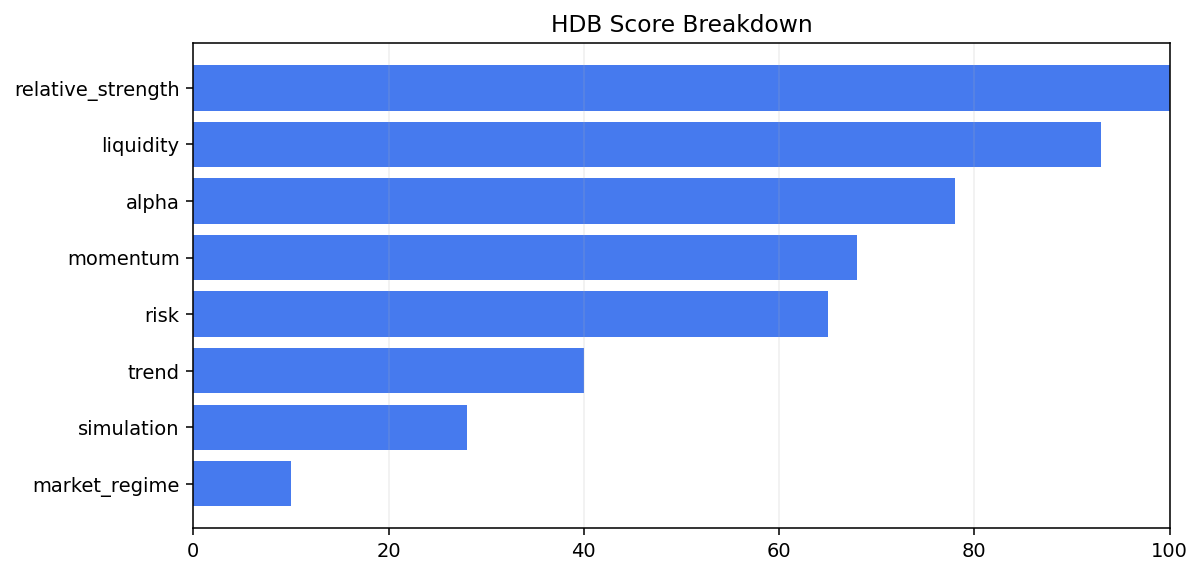 HDB Score Breakdown
relative_strength
liquidity
alpha
momentum
risk
trend
simulation
market_regime
0 20 40 60 80 100